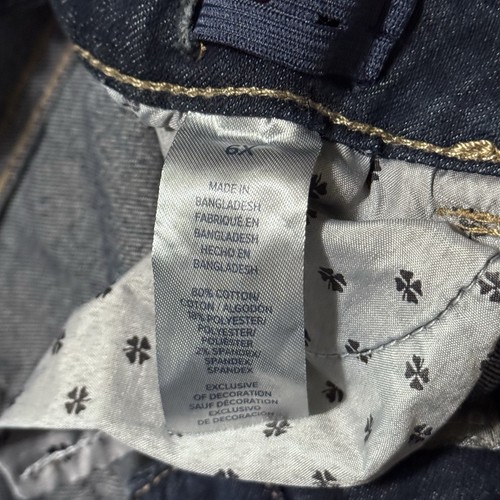 6X
MADE IN
BANGLADESH
FABRIQUÉ EN
BANGLADESH
HECHO EN
BANGLADESH
80% COTTON/
COTON / ALGODÓN
18% POLYESTER/
POLYESTER/
POLIÉSTER
2% SPANDEX/
SPANDEX/
SPANDEX
EXCLUSIVE
OF DECORATION
SAUF DÉCORATION
EXCLUSIVO
DE DECORACIÓN